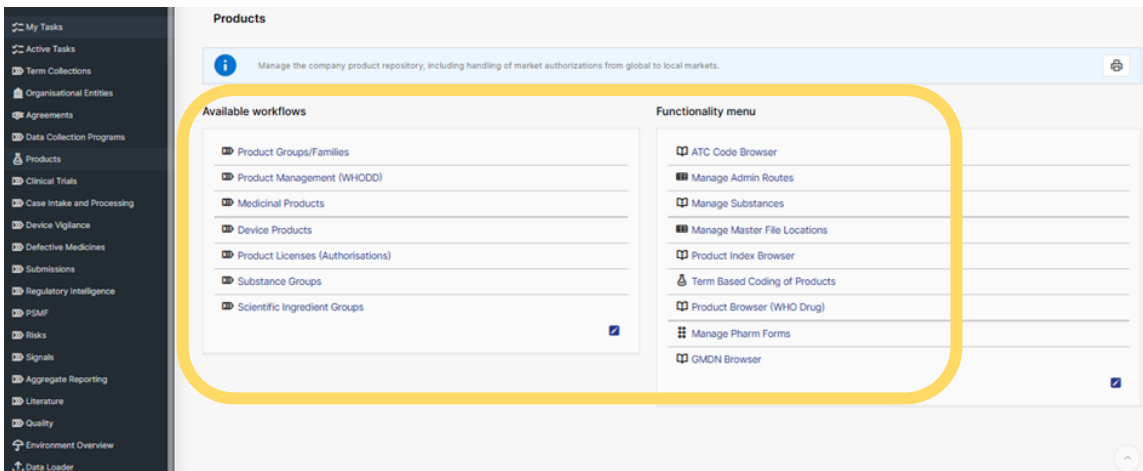 My Tasks
Active Tasks
Term Collections
Organisational Entities
Agreements
Data Collection Programs
Products
Clinical Trials
Case Intake and Processing
Device Vigilance
Defective Medicines
Submissions
Regulatory Intelligence
PSMF
Risks
Signals
Aggregate Reporting
Literature
Quality
Environment Overview
Data Loader
Products
Manage the company product repository, including handling of market authorizations from global to local markets.
Available workflows
Product Groups/Families
Product Management (WHODD)
Medicinal Products
Device Products
Product Licenses (Authorisations)
Substance Groups
Scientific Ingredient Groups
Functionality menu
ATC Code Browser
Manage Admin Routes
Manage Substances
Manage Master File Locations
Product Index Browser
Term Based Coding of Products
Product Browser (WHO Drug)
Manage Pharm Forms
GMDN Browser